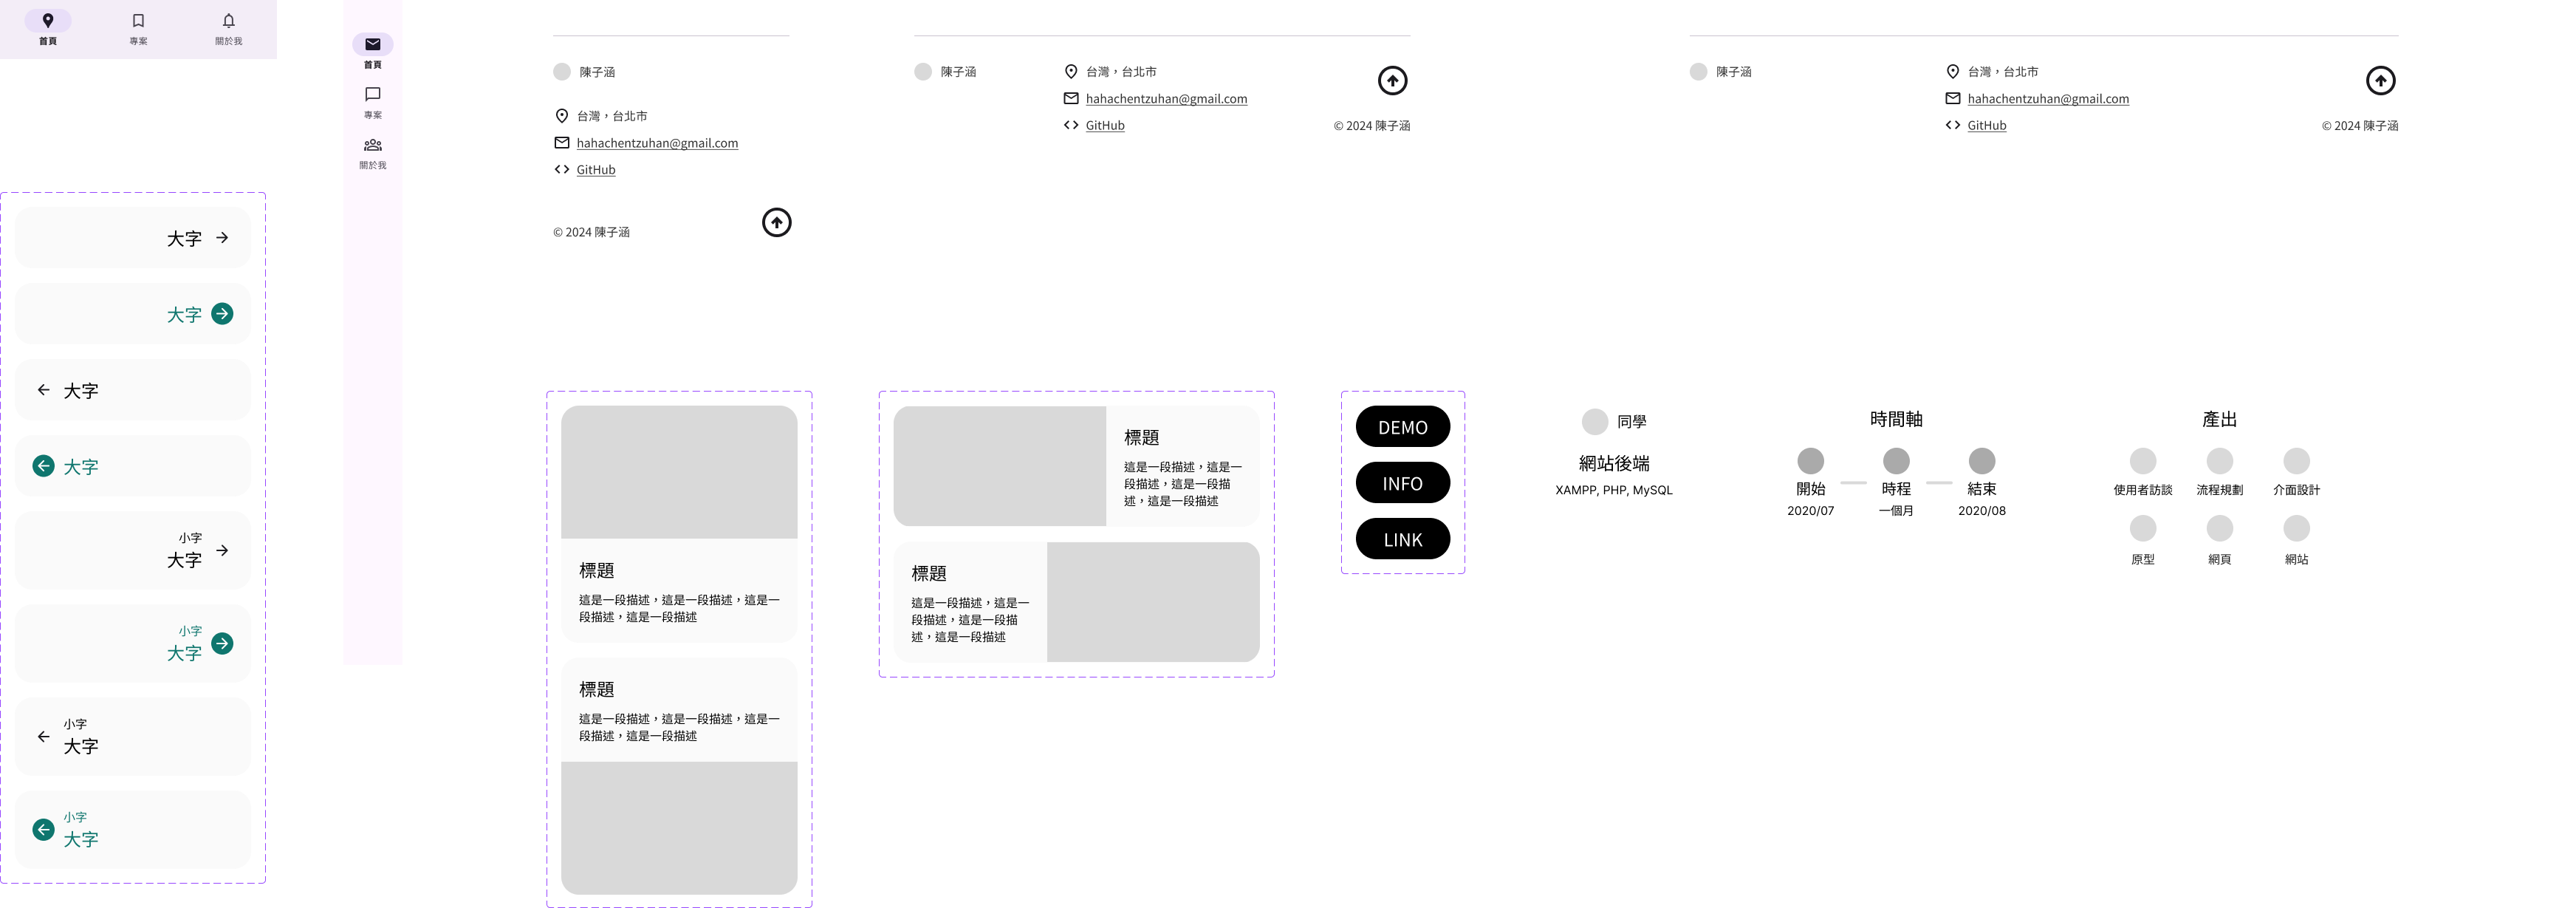 首頁
專案
關於我
首頁
專案
關於我
大字
大字
大字
大字
小字
大字
小字
大字
小字
大字
小字
大字
陳子涵
台灣，台北市
hahachentzuhan@gmail.com
GitHub
© 2024 陳子涵
陳子涵
台灣，台北市
hahachentzuhan@gmail.com
GitHub
© 2024 陳子涵
陳子涵
台灣，台北市
hahachentzuhan@gmail.com
GitHub
© 2024 陳子涵
標題
這是一段描述，這是一段描述，這是一
段描述，這是一段描述
標題
這是一段描述，這是一段描述，這是一
段描述，這是一段描述
標題
這是一段描述，這是一
段描述，這是一段描
述，這是一段描述
標題
這是一段描述，這是一
段描述，這是一段描
述，這是一段描述
DEMO
INFO
LINK
同學
網站後端
XAMPP, PHP, MySQL
時間軸
開始
2020/07
時程
一個月
結束
2020/08
產出
使用者訪談
流程規劃
介面設計
原型
網頁
網站